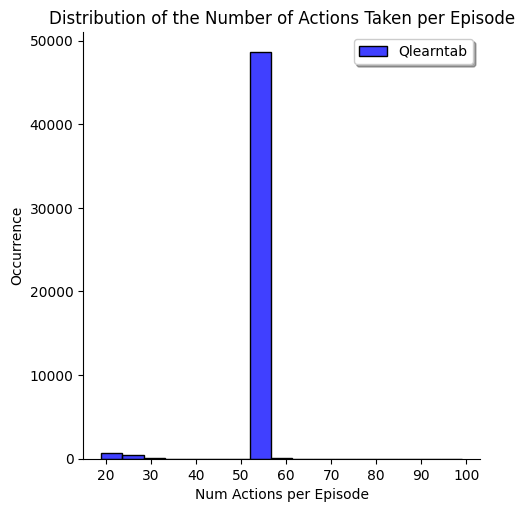 Distribution of the Number of Actions Taken per Episode
Qlearntab
50000
40000
30000
20000
10000
0
Occurrence
20 30 40 50 60 70 80 90 100
Num Actions per Episode